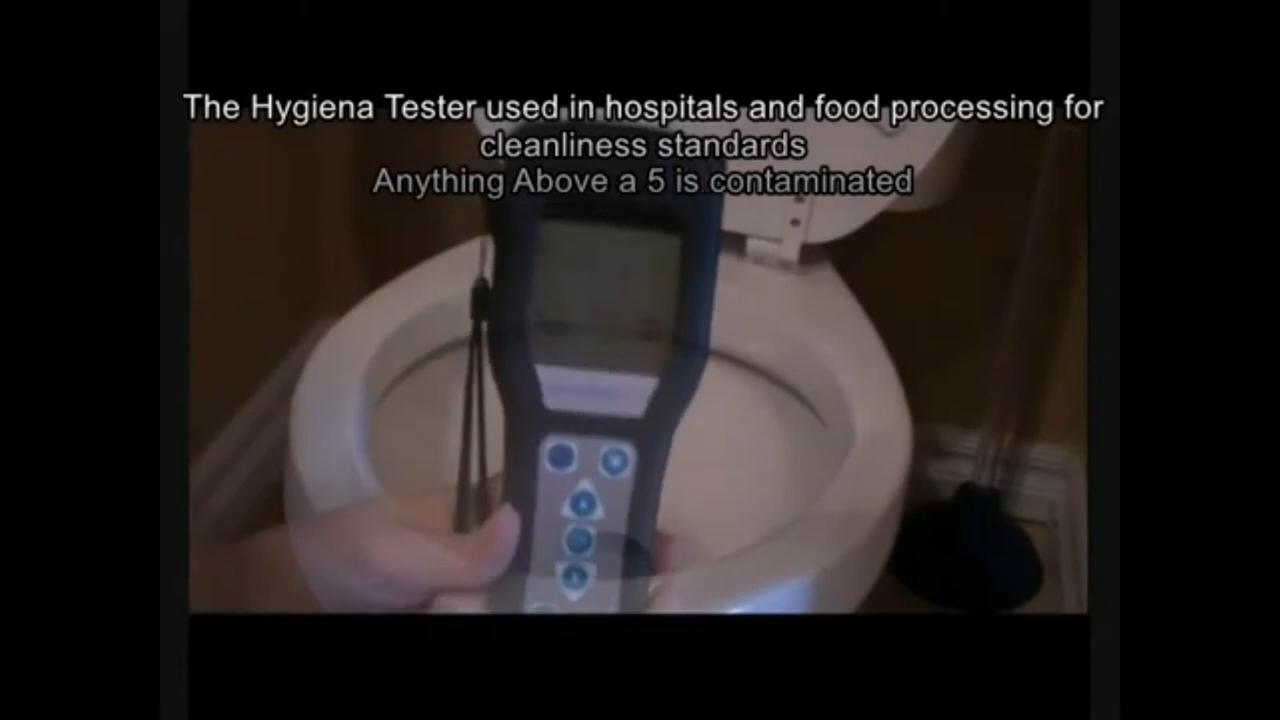 The Hygiena Tester used in hospitals and food processing for
cleanliness standards
Anything Above a 5 is contaminated